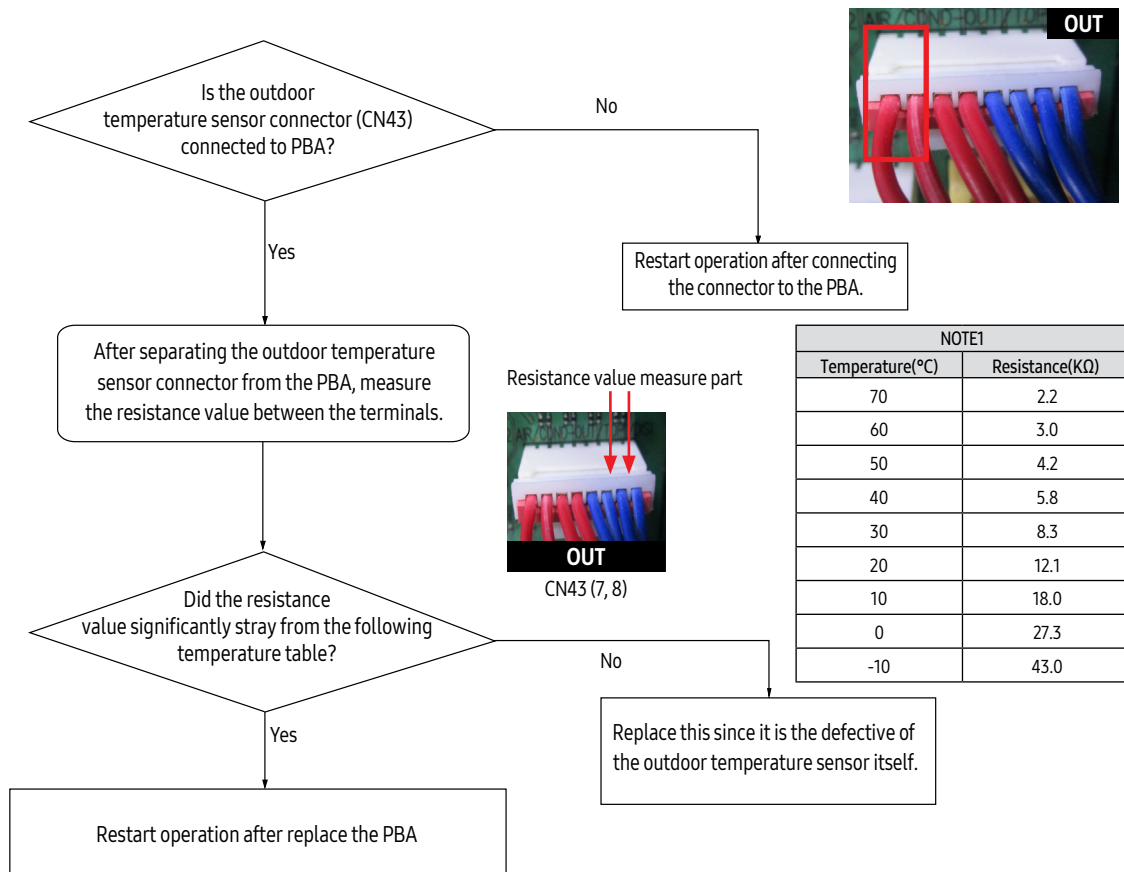 OUT
Is the outdoor
temperature sensor connector (CN43)
connected to PBA?
No
Yes
Restart operation after connecting
the connector to the PBA.
After separating the outdoor temperature
sensor connector from the PBA, measure
the resistance value between the terminals.
Resistance value measure part
OUT
CN43 (7, 8)
NOTE1
Temperature(°C) Resistance(KΩ)
70 2.2
60 3.0
50 4.2
40 5.8
30 8.3
20 12.1
10 18.0
0 27.3
-10 43.0
Did the resistance
value significantly stray from the following
temperature table?
No
Yes
Replace this since it is the defective of
the outdoor temperature sensor itself.
Restart operation after replace the PBA